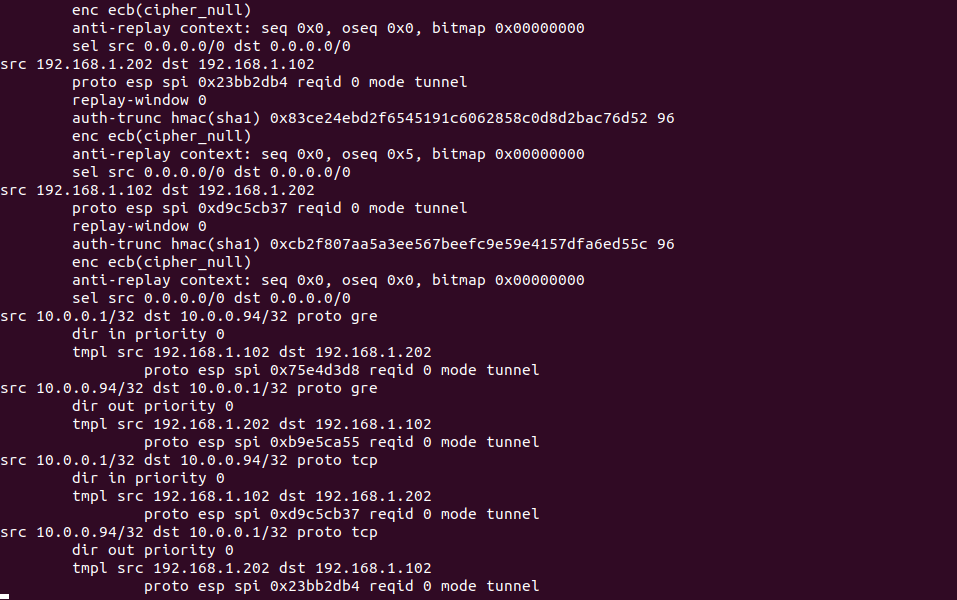 enc ecb(cipher_null)
anti-replay context: seq 0x0, oseq 0x0, bitmap 0x00000000
sel src 0.0.0.0/0 dst 0.0.0.0/0
src 192.168.1.202 dst 192.168.1.102
proto esp spi 0x23bb2db4 reqid 0 mode tunnel
replay-window 0
auth-trunc hmac(sha1) 0x83ce24ebd2f6545191c6062858c0d8d2bac76d52 96
enc ecb(cipher_null)
anti-replay context: seq 0x0, oseq 0x5, bitmap 0x00000000
sel src 0.0.0.0/0 dst 0.0.0.0/0
src 192.168.1.102 dst 192.168.1.202
proto esp spi 0xd9c5cb37 reqid 0 mode tunnel
replay-window 0
auth-trunc hmac(sha1) 0xcb2f807aa5a3ee567beefc9e59e4157dfa6ed55c 96
enc ecb(cipher_null)
anti-replay context: seq 0x0, oseq 0x0, bitmap 0x00000000
sel src 0.0.0.0/0 dst 0.0.0.0/0
src 10.0.0.1/32 dst 10.0.0.94/32 proto gre
dir in priority 0
tmpl src 192.168.1.102 dst 192.168.1.202
proto esp spi 0x75e4d3d8 reqid 0 mode tunnel
src 10.0.0.94/32 dst 10.0.0.1/32 proto gre
dir out priority 0
tmpl src 192.168.1.202 dst 192.168.1.102
proto esp spi 0xb9e5ca55 reqid 0 mode tunnel
src 10.0.0.1/32 dst 10.0.0.94/32 proto tcp
dir in priority 0
tmpl src 192.168.1.102 dst 192.168.1.202
proto esp spi 0xd9c5cb37 reqid 0 mode tunnel
src 10.0.0.94/32 dst 10.0.0.1/32 proto tcp
dir out priority 0
tmpl src 192.168.1.202 dst 192.168.1.102
proto esp spi 0x23bb2db4 reqid 0 mode tunnel